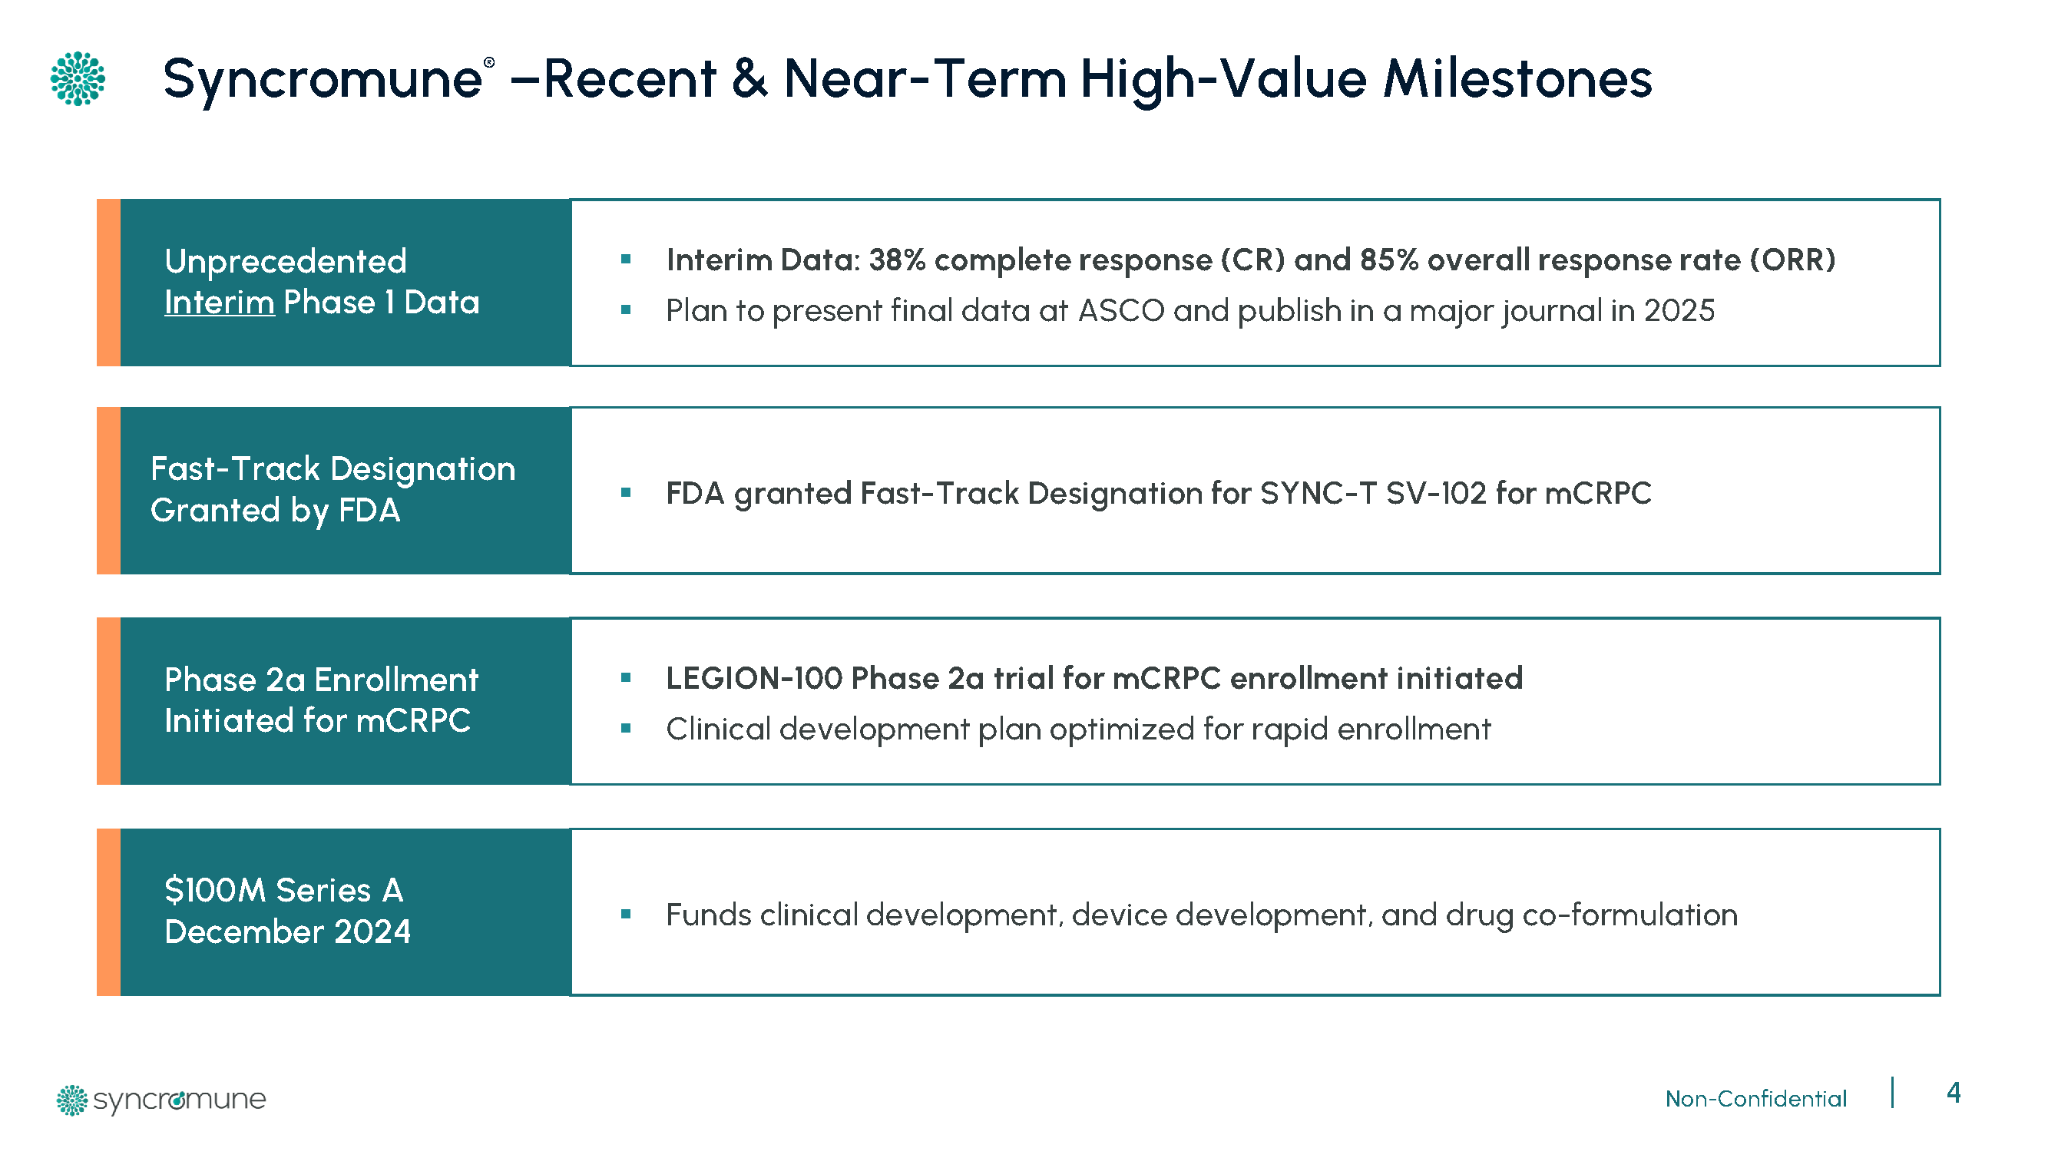 Syncromune® –Recent & Near-Term High-Value Milestones
Unprecedented
Interim Phase 1 Data
▪ Interim Data: 38% complete response (CR) and 85% overall response rate (ORR)
▪ Plan to present final data at ASCO and publish in a major journal in 2025
Fast-Track Designation
Granted by FDA
▪ FDA granted Fast-Track Designation for SYNC-T SV-102 for mCRPC
Phase 2a Enrollment
Initiated for mCRPC
▪ LEGION-100 Phase 2a trial for mCRPC enrollment initiated
▪ Clinical development plan optimized for rapid enrollment
$100M Series A
December 2024
▪ Funds clinical development, device development, and drug co-formulation
syncromune
Non-Confidential
4